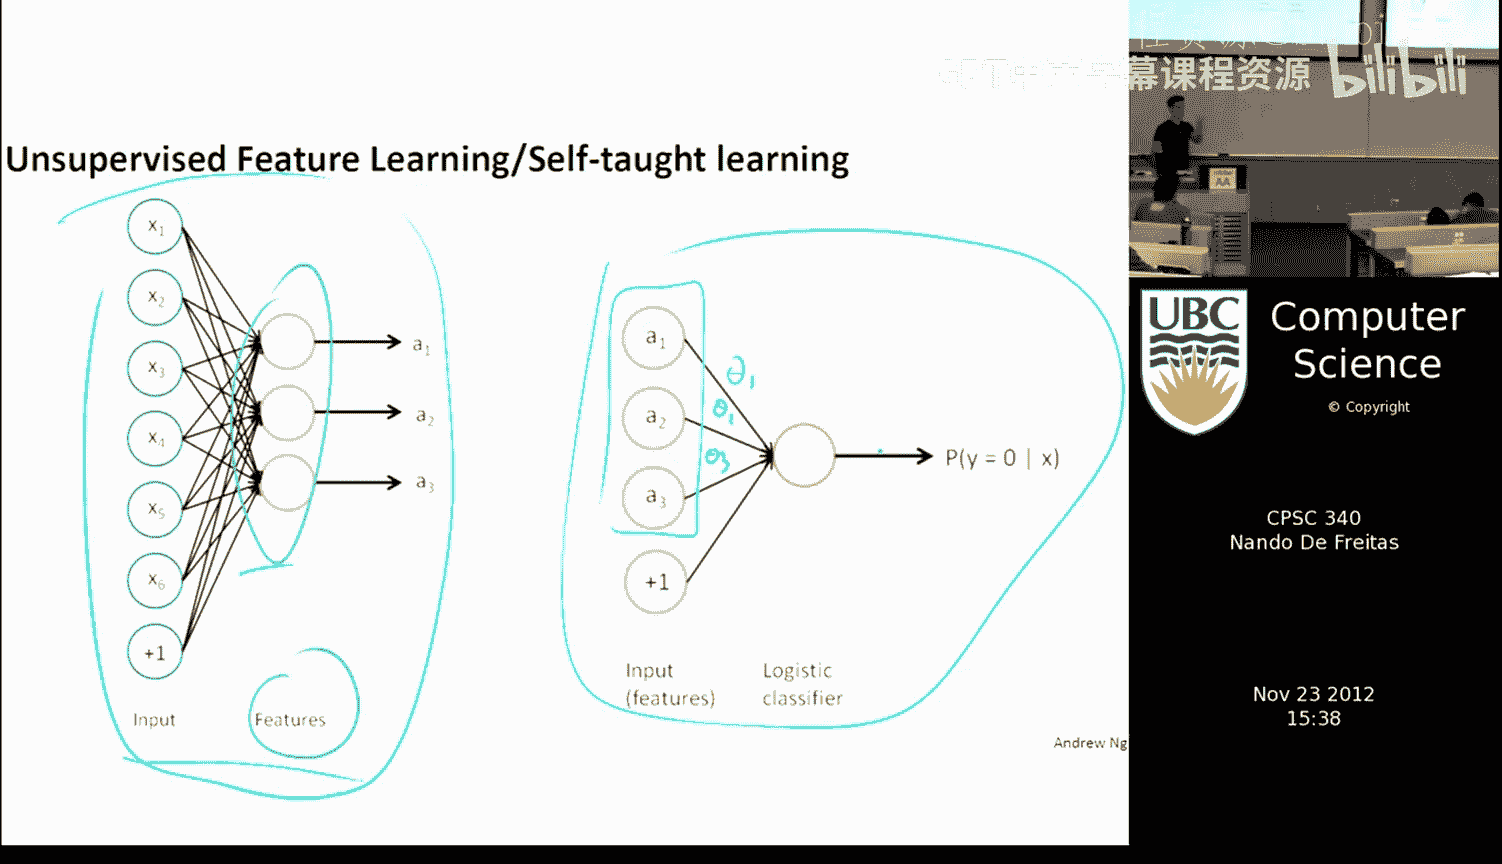 Unsupervised Feature Learning/Self-taught learning
x1
x2
x3
x4
x5
x6
+1
a1
a2
a3
Input
Features
a1
a2
a3
+1
θ1
θ1
θ3
P(y = 0 | x)
Input
(features)
Logistic
classifier
Andrew Ng
幕课程资源
bilibili
UBC
Computer
Science
© Copyright
CPSC 340
Nando De Freitas
Nov 23 2012
15:38